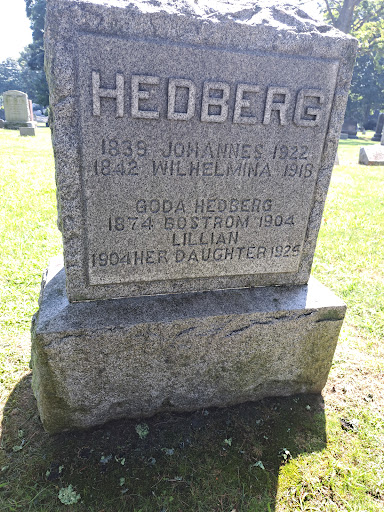 HEDBERG
1839 JOHANNES 1922
1842 WILHELMINA 1918
GODA HEDBERG
1874 BOSTROM 1904
LILLIAN
1904 HER DAUGHTER 1925